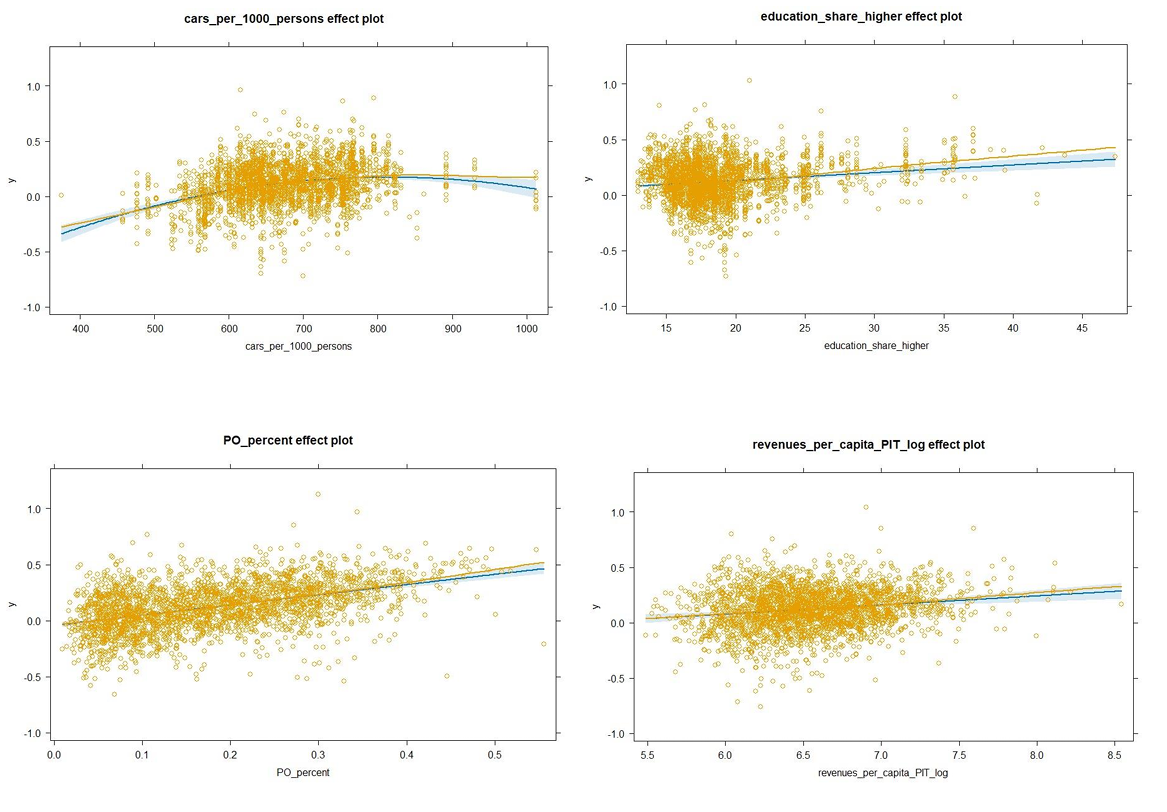 cars_per_1000_persons effect plot
1.0
0.5
0.0
-0.5
-1.0
y
400 500 600 700 800 900 1000
cars_per_1000_persons
education_share_higher effect plot
1.0
0.5
0.0
-0.5
-1.0
y
15 20 25 30 35 40 45
education_share_higher
PO_percent effect plot
1.0
0.5
0.0
-0.5
-1.0
y
0.0 0.1 0.2 0.3 0.4 0.5
PO_percent
revenues_per_capita_PIT_log effect plot
1.0
0.5
0.0
-0.5
-1.0
y
5.5 6.0 6.5 7.0 7.5 8.0 8.5
revenues_per_capita_PIT_log